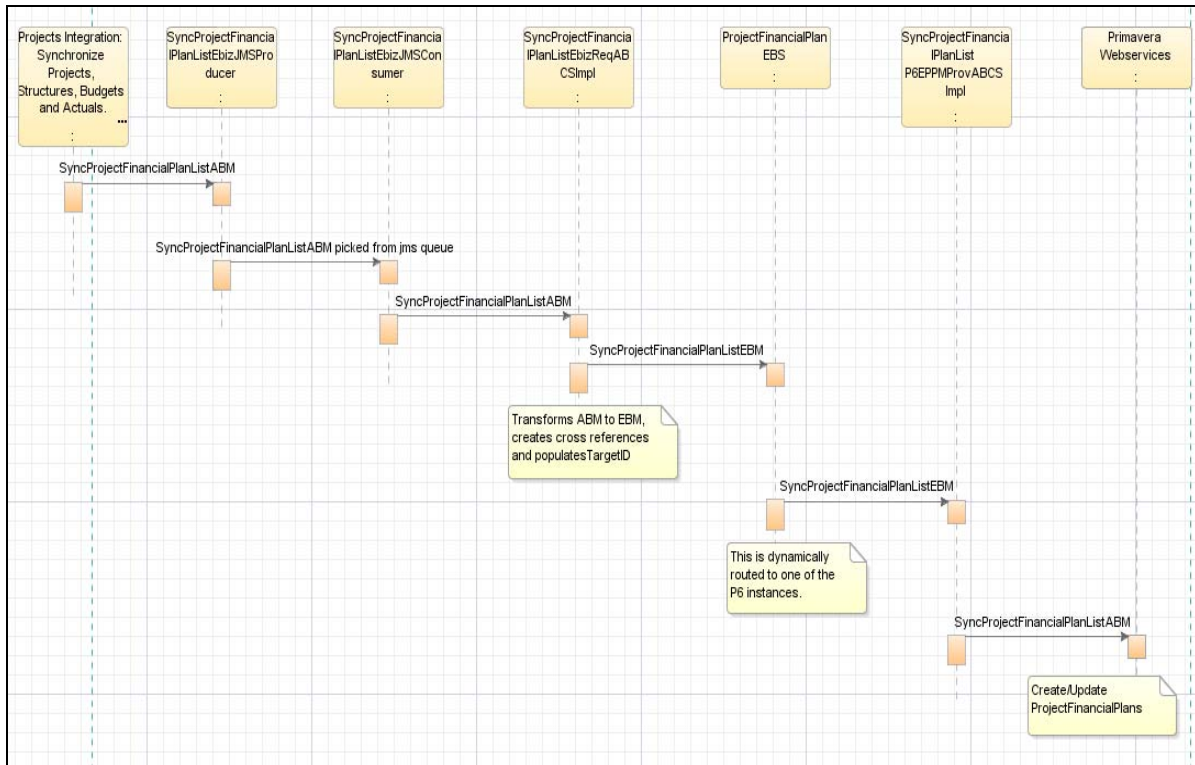 Projects Integration:
Synchronize
Projects,
Structures, Budgets
and Actuals.
...
:
SyncProjectFinancia
lPlanListEbizJMSPro
ducer
:
SyncProjectFinancia
lPlanListEbizJMSCon
sumer
:
SyncProjectFinancia
lPlanListEbizReqAB
CSImpl
:
ProjectFinancialPlan
EBS
:
SyncProjectFinancia
lPlanList
P6EPPMProvABCS
Impl
:
Primavera
Webservices
:
SyncProjectFinancialPlanListABM
SyncProjectFinancialPlanListABM picked from jms queue
SyncProjectFinancialPlanListABM
SyncProjectFinancialPlanListEBM
Transforms ABM to EBM,
creates cross references
and populatesTargetID
SyncProjectFinancialPlanListEBM
This is dynamically
routed to one of the
P6 instances.
SyncProjectFinancialPlanListABM
Create/Update
ProjectFinancialPlans